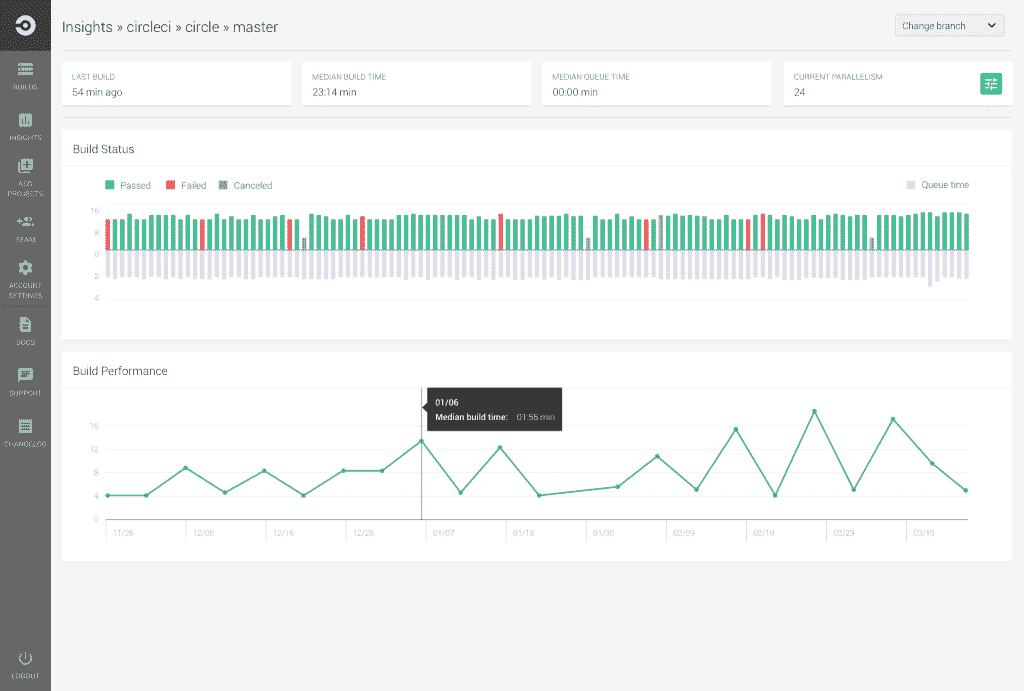 Insights » circleci » circle » master
Change branch
BUILDS
INSIGHTS
ADD
PROJECTS
TEAM
ACCOUNT
SETTINGS
DOCS
SUPPORT
CHANGELOG
LOGOUT
LAST BUILD
54 min ago
MEDIAN BUILD TIME
23:14 min
MEDIAN QUEUE TIME
00:00 min
CURRENT PARALLELISM
24
Build Status
Passed Failed Canceled Queue time
16
8
0
2
4
Build Performance
01/06
Median build time: 01:55 min
16
12
8
4
0
11/26 12/06 12/16 12/28 01/07 01/19 01/30 02/09 02/19 02/29 03/10